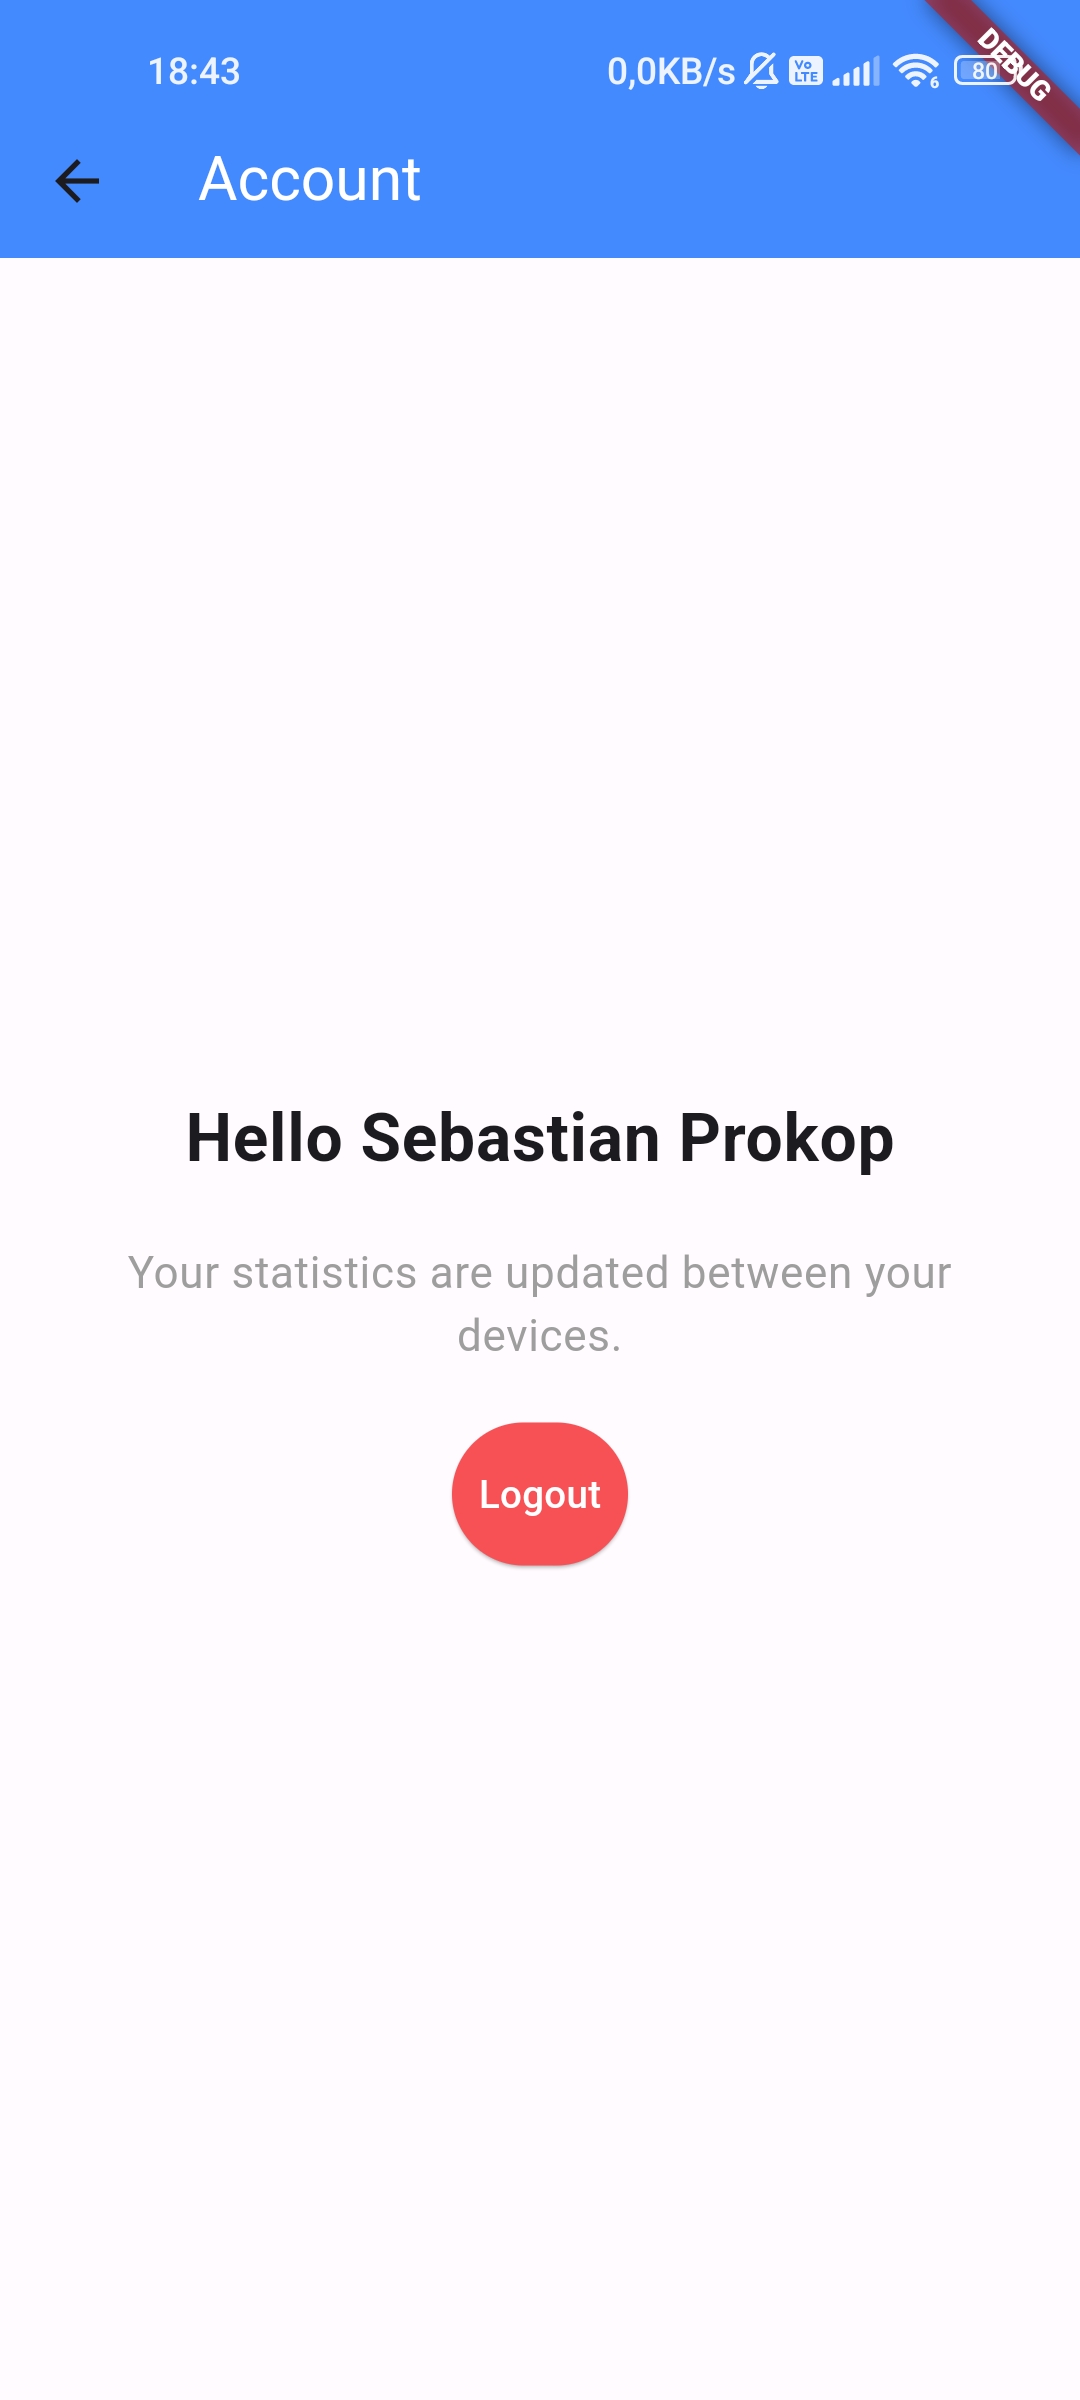 18:43
0,0KB/s
Vo
LTE
6
80
DEBUG
Account
Hello Sebastian Prokop
Your statistics are updated between your
devices.
Logout